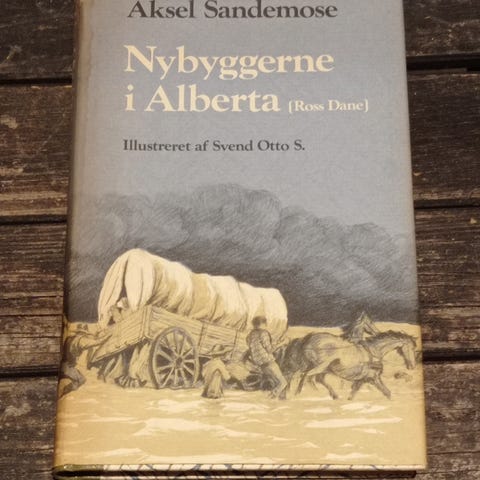 Aksel Sandemose
Nybyggerne
i Alberta (Ross Dane)
Illustreret af Svend Otto S.